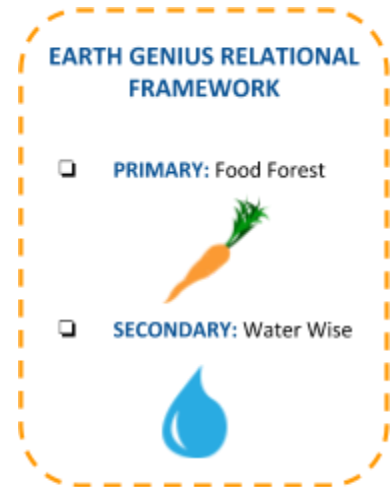 EARTH GENIUS RELATIONAL
FRAMEWORK
❏ PRIMARY: Food Forest
❏ SECONDARY: Water Wise